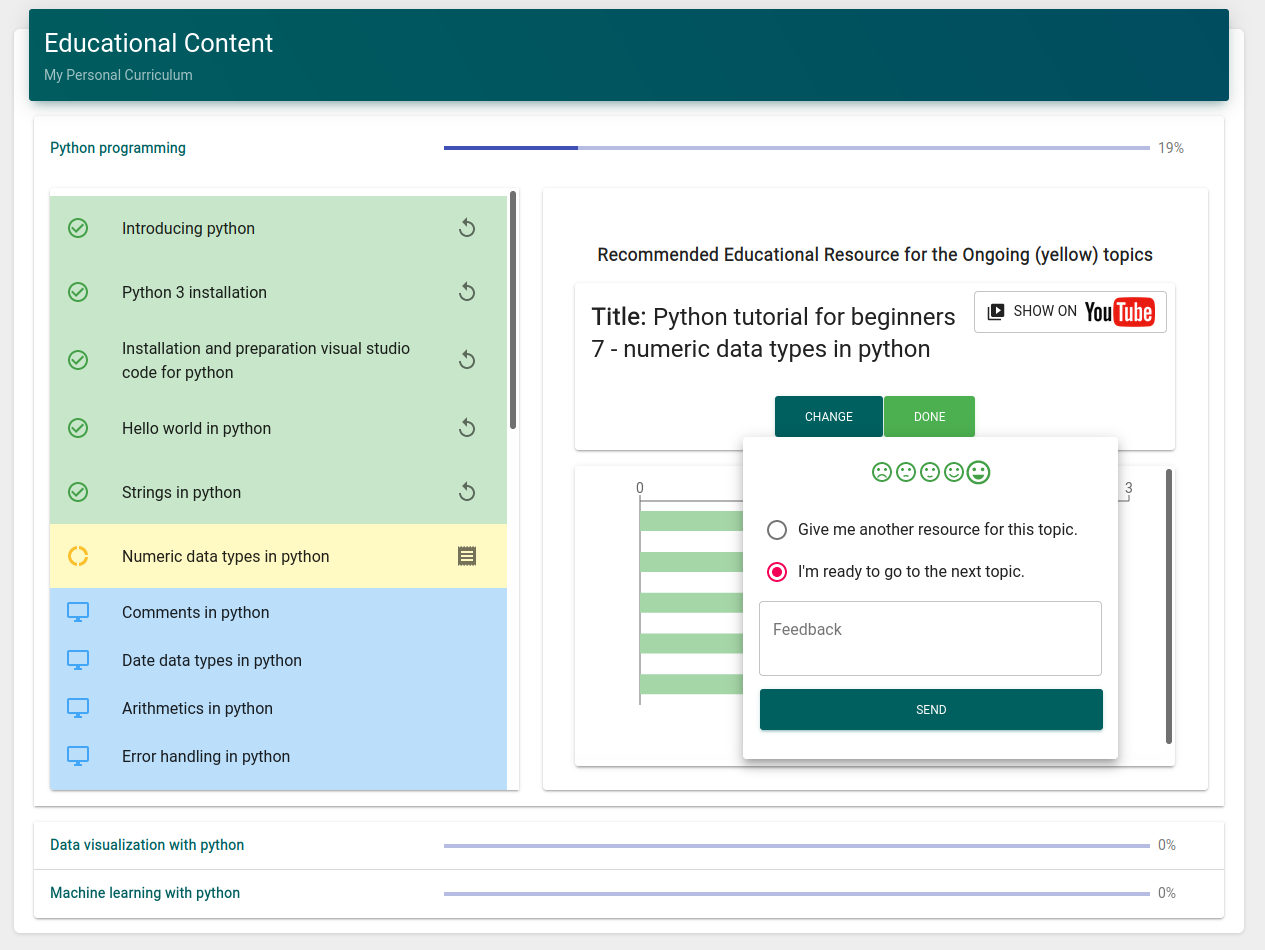 Educational Content
My Personal Curriculum
Python programming
19%
Introducing python
Python 3 installation
Installation and preparation visual studio
code for python
Hello world in python
Strings in python
Numeric data types in python
Comments in python
Date data types in python
Arithmetics in python
Error handling in python
Recommended Educational Resource for the Ongoing (yellow) topics
Title: Python tutorial for beginners
7 - numeric data types in python
SHOW ON YouTube
CHANGE
DONE
0
3
Give me another resource for this topic.
I'm ready to go to the next topic.
Feedback
SEND
Data visualization with python
0%
Machine learning with python
0%